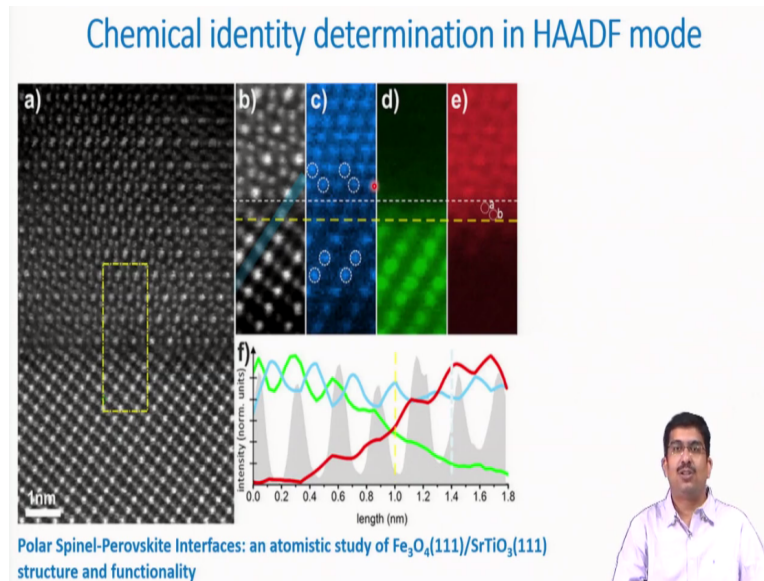 Chemical identity determination in HAADF mode
a)
b)
c)
d)
e)
a
b
1nm
f)
intensity (norm. units)
0.0 0.2 0.4 0.6 0.8 1.0 1.2 1.4 1.6 1.8
length (nm)
Polar Spinel-Perovskite Interfaces: an atomistic study of Fe₃O₄(111)/SrTiO₃(111)
structure and functionality